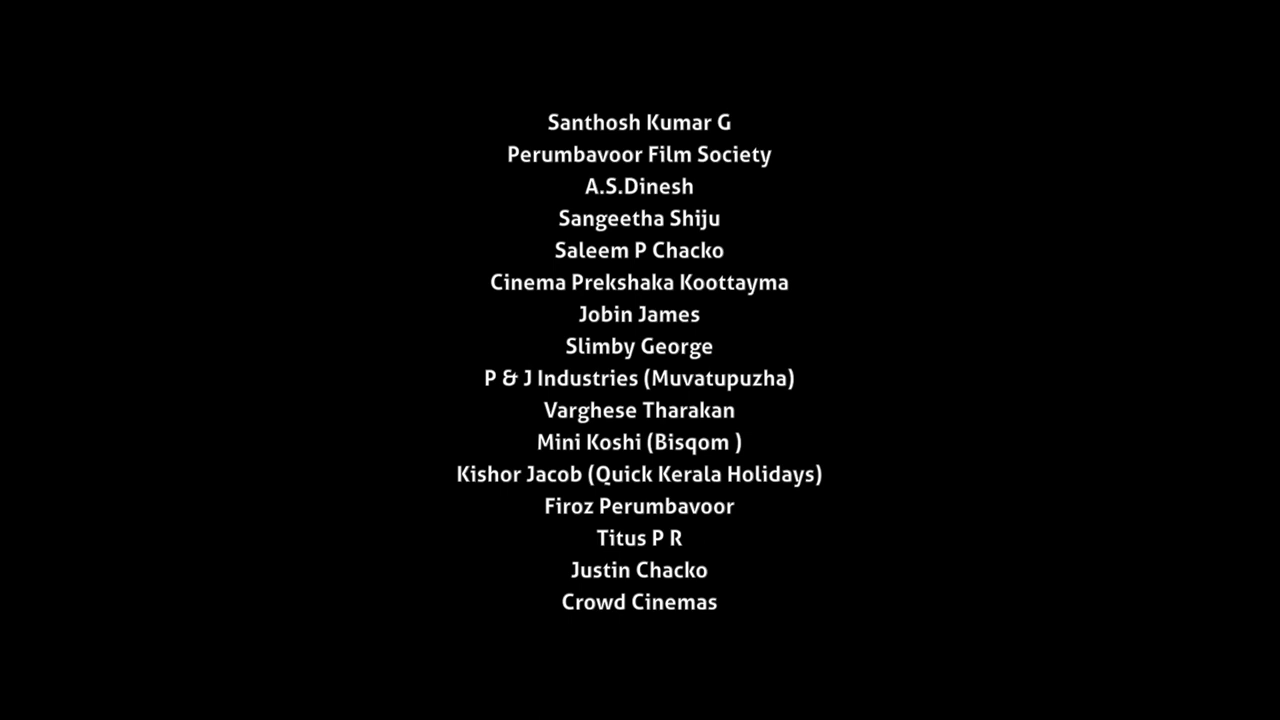 Santhosh Kumar G
Perumbavoor Film Society
A.S.Dinesh
Sangeetha Shiju
Saleem P Chacko
Cinema Prekshaka Koottayma
Jobin James
Slimby George
P & J Industries (Muvatupuzha)
Varghese Tharakan
Mini Koshi (Bisqom )
Kishor Jacob (Quick Kerala Holidays)
Firoz Perumbavoor
Titus P R
Justin Chacko
Crowd Cinemas